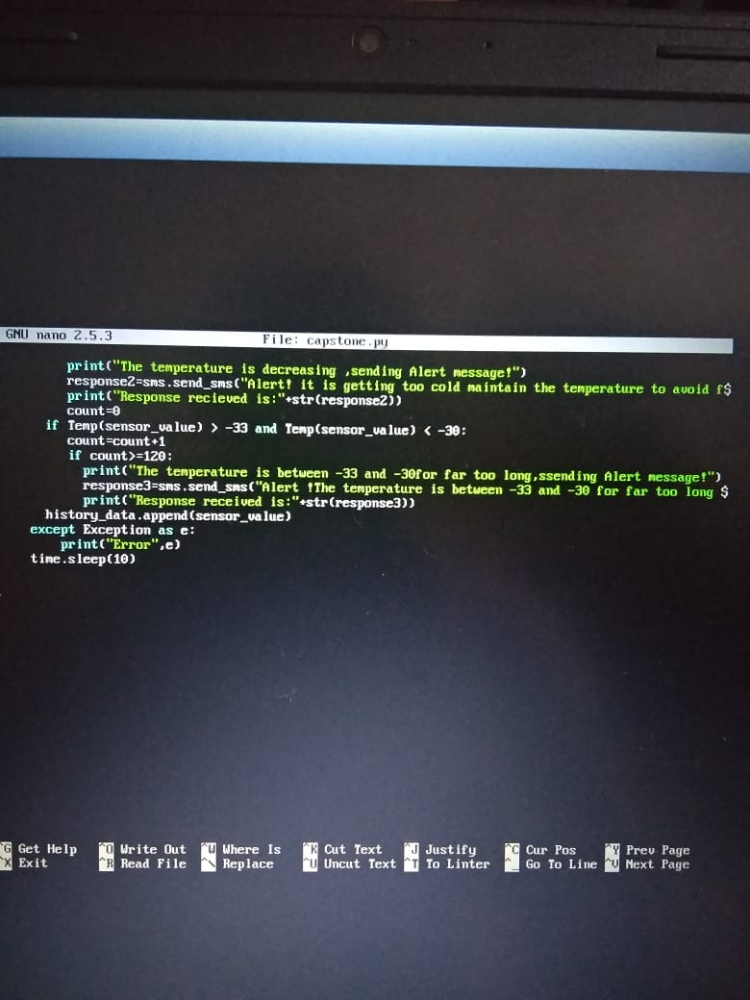 GNU nano 2.5.3 File: capstone.py
print("The temperature is decreasing ,sending Alert message!")
response2=sms.send_sms("Alert! it is getting too cold maintain the temperature to avoid f$
print("Response recieved is:"+str(response2))
count=0
if Temp(sensor_value) > -33 and Temp(sensor_value) < -30:
count=count+1
if count>=120:
print("The temperature is between -33 and -30for far too long,ssending Alert message!")
response3=sms.send_sms("Alert !The temperature is between -33 and -30 for far too long $
print("Response received is:"+str(response3))
history_data.append(sensor_value)
except Exception as e:
print("Error",e)
time.sleep(10)
^G Get Help ^O Write Out ^W Where Is ^K Cut Text ^J Justify ^C Cur Pos ^Y Prev Page
^X Exit ^R Read File ^\ Replace ^U Uncut Text ^T To Linter ^_ Go To Line ^V Next Page